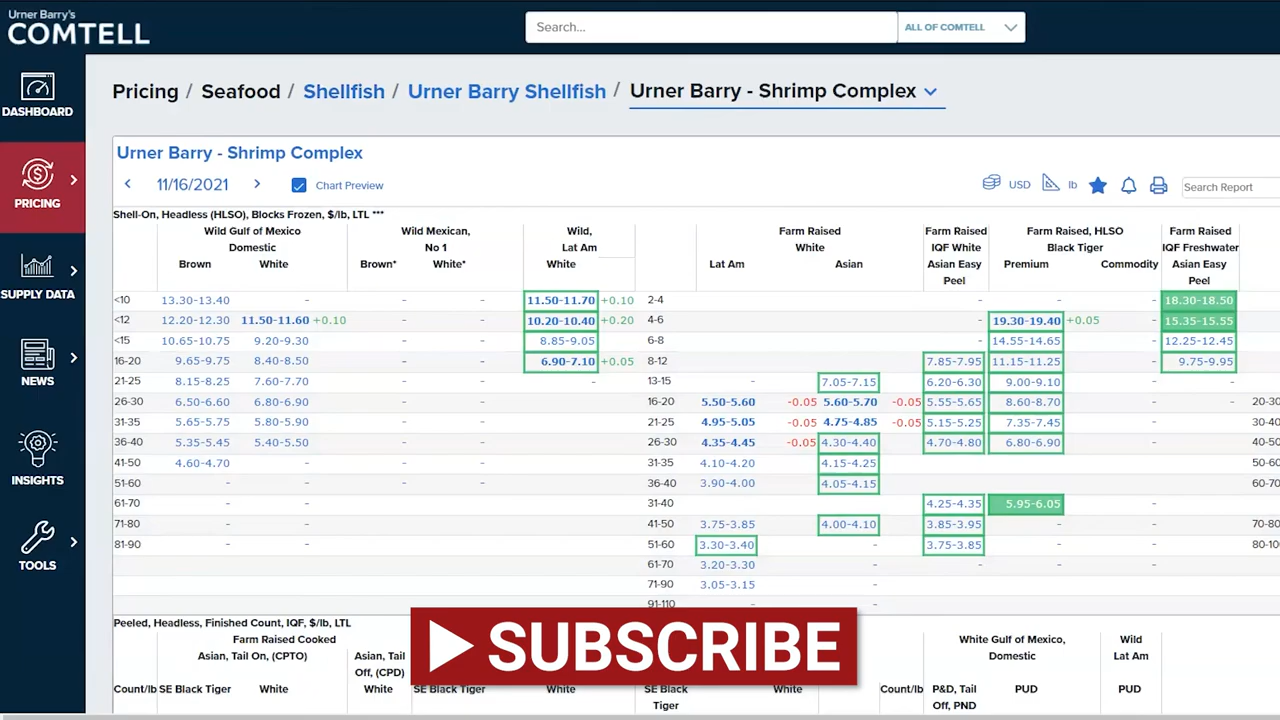 Urner Barry's
COMTELL
Search... ALL OF COMTELL
DASHBOARD
PRICING
SUPPLY DATA
NEWS
INSIGHTS
TOOLS
Pricing / Seafood / Shellfish / Urner Barry Shellfish / Urner Barry - Shrimp Complex
Urner Barry - Shrimp Complex
11/16/2021 Chart Preview USD lb Search Report
Shell-On, Headless (HLSO), Blocks Frozen, $/lb, LTL ***
Wild Gulf of Mexico Wild Mexican, Wild, Farm Raised Farm Raised Farm Raised, HLSO Farm Raised
Domestic No 1 Lat Am White IQF White Black Tiger IQF Freshwater
Brown White Brown* White* White Lat Am Asian Asian Easy Premium Commodity Asian Easy
Peel Peel
<10 13.30-13.40 - - - 11.50-11.70 +0.10 2-4 - - - 18.30-18.50
<12 12.20-12.30 11.50-11.60 +0.10 - - 10.20-10.40 +0.20 4-6 - 19.30-19.40 +0.05 - 15.35-15.55
<15 10.65-10.75 9.20-9.30 - - 8.85-9.05 6-8 - 14.55-14.65 - 12.25-12.45
16-20 9.65-9.75 8.40-8.50 - - 6.90-7.10 +0.05 8-12 7.85-7.95 11.15-11.25 - 9.75-9.95
21-25 8.15-8.25 7.60-7.70 - - - 13-15 - 7.05-7.15 6.20-6.30 9.00-9.10 - -
26-30 6.50-6.60 6.80-6.90 - - 16-20 5.50-5.60 -0.05 5.60-5.70 -0.05 5.55-5.65 8.60-8.70 - 20-30
31-35 5.65-5.75 5.80-5.90 - - 21-25 4.95-5.05 4.75-4.85 -0.05 5.15-5.25 7.35-7.45 - 30-40
36-40 5.35-5.45 5.40-5.50 - - 26-30 4.35-4.45 -0.05 4.30-4.40 4.70-4.80 6.80-6.90 - 40-50
41-50 4.60-4.70 - - - 31-35 4.10-4.20 4.15-4.25 50-60
51-60 - - - - 36-40 3.90-4.00 4.05-4.15 60-70
61-70 - - - - 31-40 4.25-4.35 5.95-6.05 -
71-80 - - - - 41-50 3.75-3.85 4.00-4.10 3.85-3.95 - 70-80
81-90 - - - - 51-60 3.30-3.40 - 3.75-3.85 - 80-100
61-70 3.20-3.30 - - -
71-90 3.05-3.15 - - -
91-110 - - - -
Peeled, Headless, Finished Count, IQF, $/lb, LTL
SUBSCRIBE
Farm Raised Cooked White Gulf of Mexico, Wild
Asian, Tail On, (CPTO) Asian, Tail Domestic Lat Am
Off, (CPD)
Count/lb SE Black Tiger White White SE Black Tiger White SE Black White Count/lb P&D, Tail PUD PUD
Tiger Off, PND